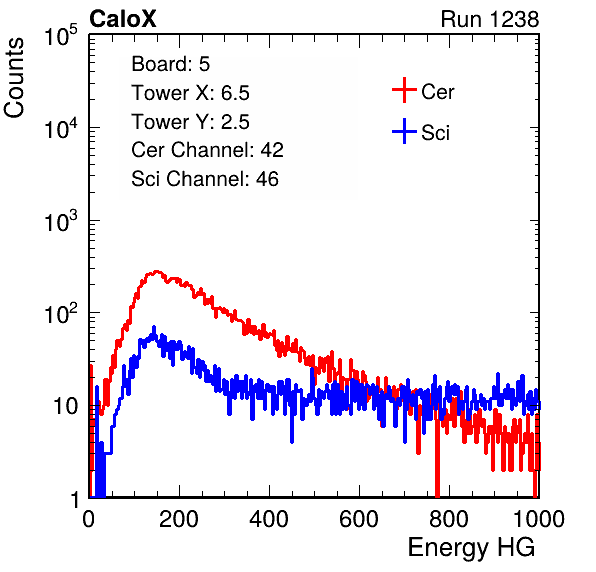 CaloX Run 1238
Counts
10^5
10^4
10^3
10^2
10
1
Board: 5
Tower X: 6.5
Tower Y: 2.5
Cer Channel: 42
Sci Channel: 46
Cer
Sci
0 200 400 600 800 1000
Energy HG